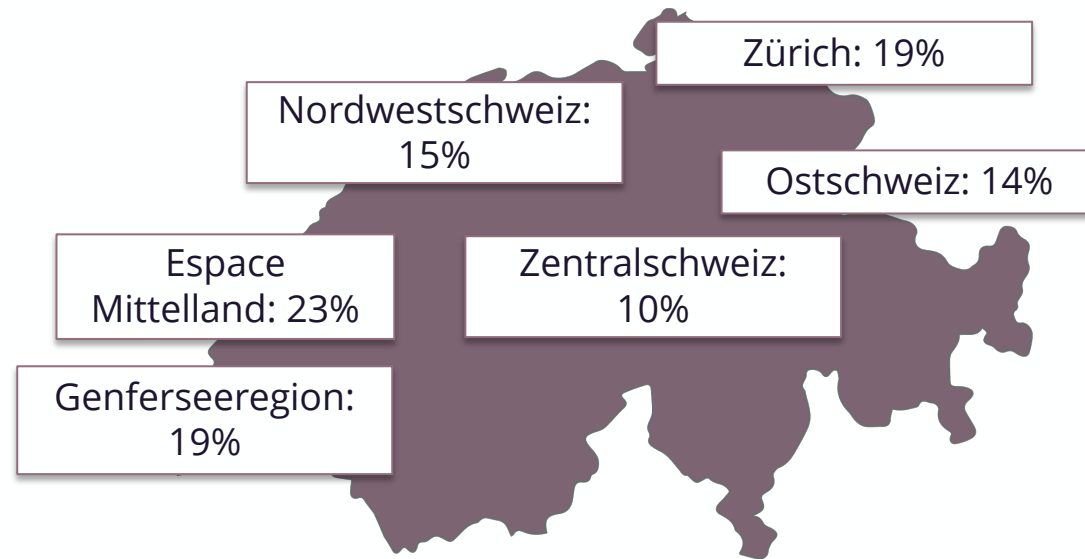 Zürich: 19%
Nordwestschweiz:
15%
Ostschweiz: 14%
Espace
Mittelland: 23%
Zentralschweiz:
10%
Genferseeregion:
19%